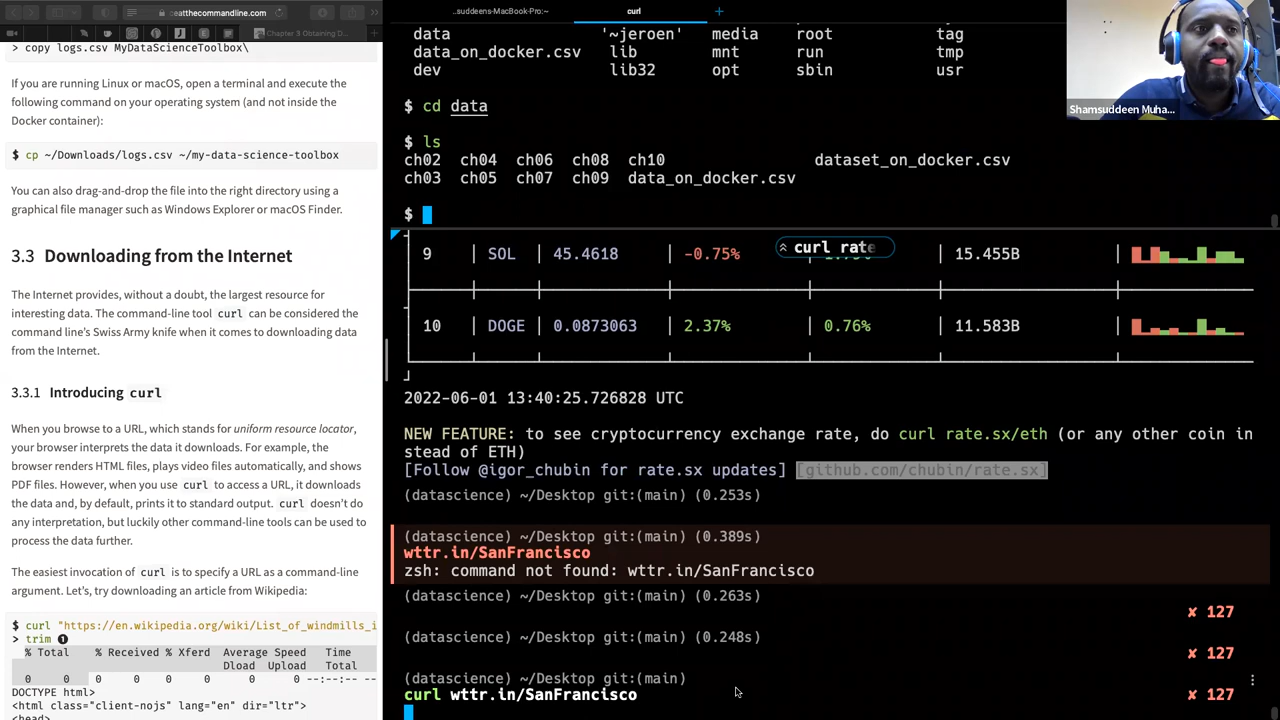 eatthecommandline.com
Chapter 3 Obtaining D...
> copy logs.csv MyDataScienceToolbox\
If you are running Linux or macOS, open a terminal and execute the
following command on your operating system (and not inside the
Docker container):
$ cp ~/Downloads/logs.csv ~/my-data-science-toolbox
You can also drag-and-drop the file into the right directory using a
graphical file manager such as Windows Explorer or macOS Finder.
3.3 Downloading from the Internet
The Internet provides, without a doubt, the largest resource for
interesting data. The command-line tool curl can be considered the
command line's Swiss Army knife when it comes to downloading data
from the Internet.
3.3.1 Introducing curl
When you browse to a URL, which stands for uniform resource locator,
your browser interprets the data it downloads. For example, the
browser renders HTML files, plays video files automatically, and shows
PDF files. However, when you use curl to access a URL, it downloads
the data and, by default, prints it to standard output. curl doesn't do
any interpretation, but luckily other command-line tools can be used to
process the data further.
The easiest invocation of curl is to specify a URL as a command-line
argument. Let's, try downloading an article from Wikipedia:
$ curl "https://en.wikipedia.org/wiki/List_of_windmills_i
> trim 1
% Total % Received % Xferd Average Speed Time
Dload Upload Total
0 0 0 0 0 0 0 0 --:--:-- --
DOCTYPE html>
<html class="client-nojs" lang="en" dir="ltr">
<head>
..suddeens-MacBook-Pro:~
curl
+
data '~jeroen' media root tag
data_on_docker.csv lib mnt run tmp
dev lib32 opt sbin usr
$ cd data
$ ls
ch02 ch04 ch06 ch08 ch10 dataset_on_docker.csv
ch03 ch05 ch07 ch09 data_on_docker.csv
$
curl rate
9 SOL 45.4618 -0.75% 15.455B
10 DOGE 0.0873063 2.37% 0.76% 11.583B
2022-06-01 13:40:25.726828 UTC
NEW FEATURE: to see cryptocurrency exchange rate, do curl rate.sx/eth (or any other coin in
stead of ETH)
[Follow @igor_chubin for rate.sx updates] [github.com/chubin/rate.sx]
(datascience) ~/Desktop git:(main) (0.253s)
(datascience) ~/Desktop git:(main) (0.389s)
wttr.in/SanFrancisco
zsh: command not found: wttr.in/SanFrancisco
(datascience) ~/Desktop git:(main) (0.263s)
✘ 127
(datascience) ~/Desktop git:(main) (0.248s)
✘ 127
(datascience) ~/Desktop git:(main)
curl wttr.in/SanFrancisco ✘ 127
Shamsuddeen Muha...